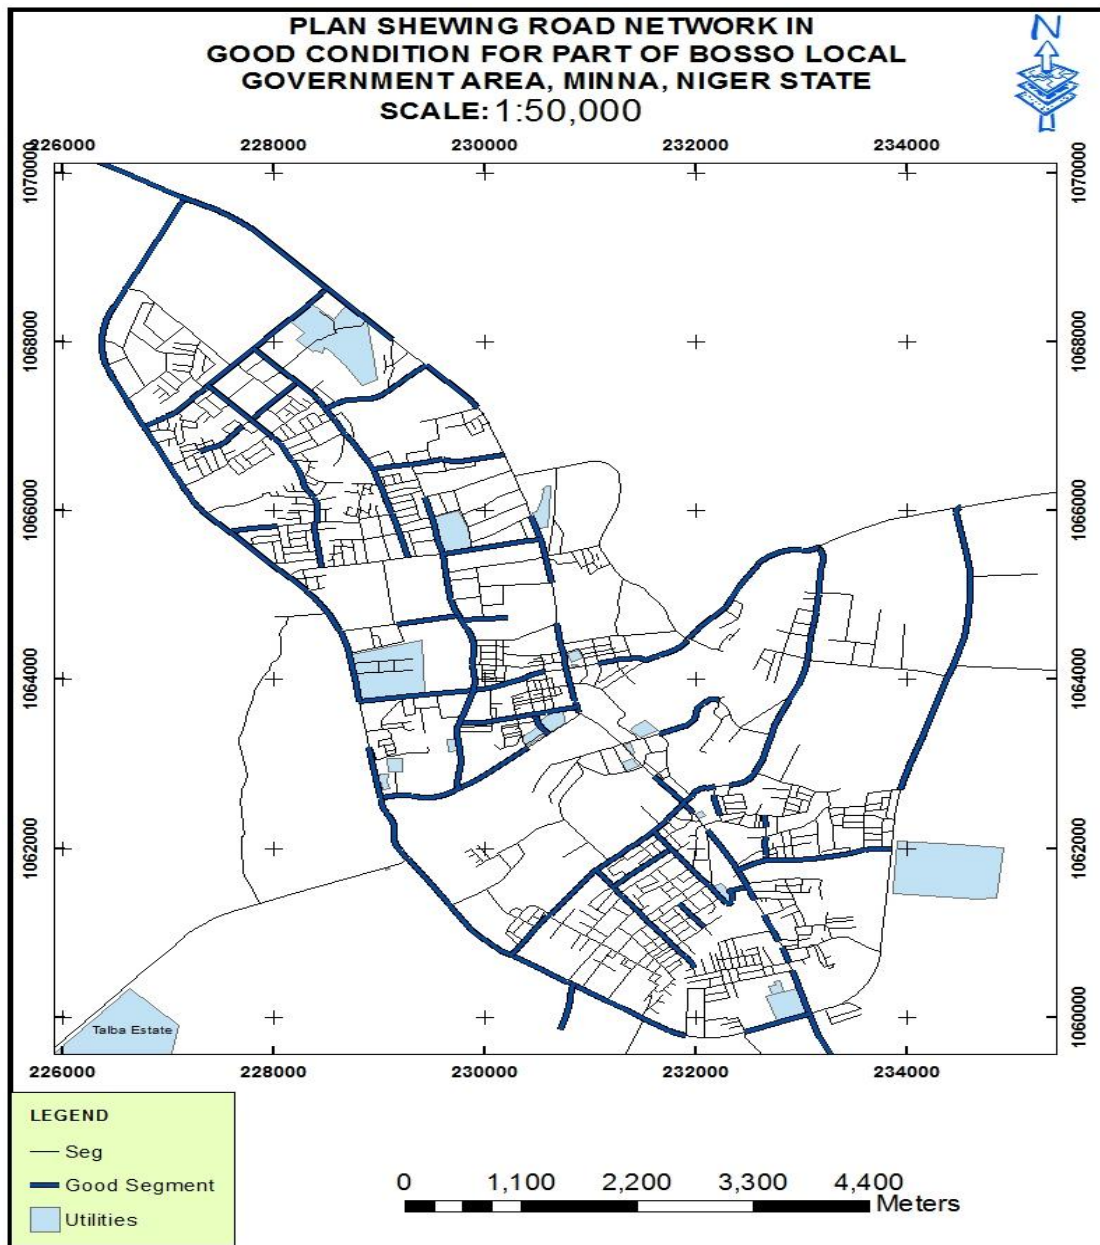 PLAN SHEWING ROAD NETWORK IN
GOOD CONDITION FOR PART OF BOSSO LOCAL
GOVERNMENT AREA, MINNA, NIGER STATE
SCALE: 1:50,000
N
226000 228000 230000 232000 234000
1070000 1070000
1068000 1068000
1066000 1066000
1064000 1064000
1062000 1062000
1060000 1060000
Talba Estate
226000 228000 230000 232000 234000
LEGEND
Seg
Good Segment
Utilities
0 1,100 2,200 3,300 4,400
Meters